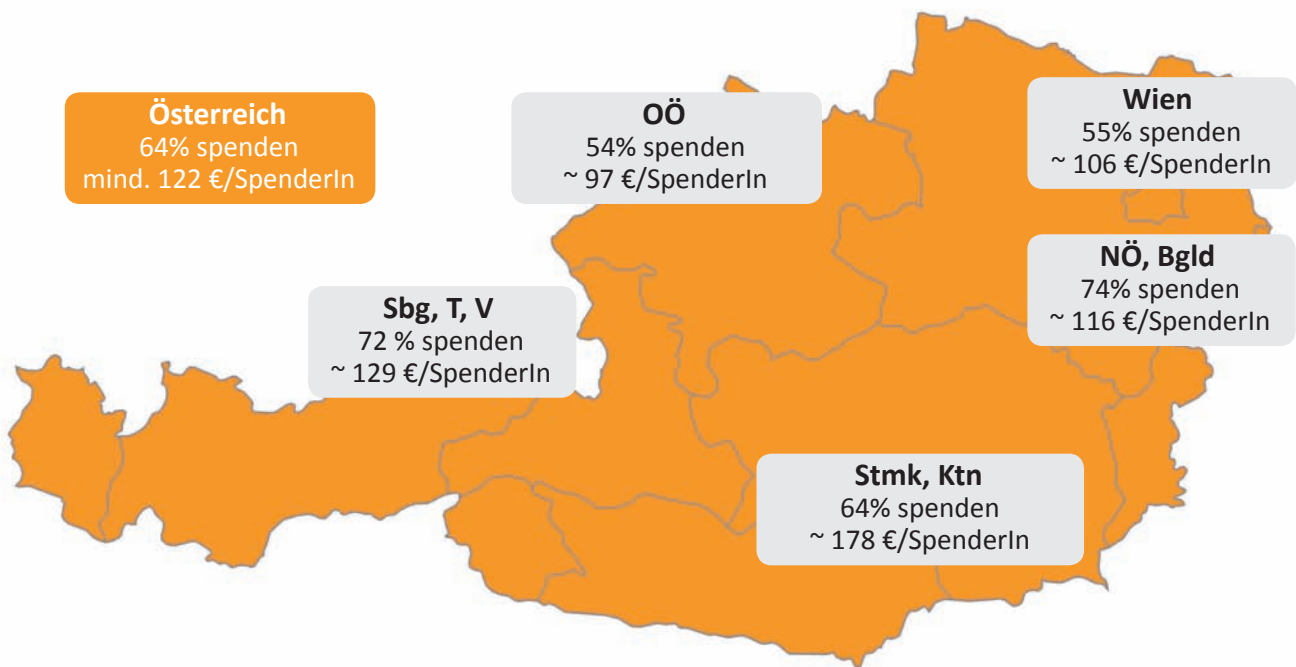 Österreich
64% spenden
mind. 122 €/SpenderIn
OÖ
54% spenden
~ 97 €/SpenderIn
Wien
55% spenden
~ 106 €/SpenderIn
NÖ, Bgld
74% spenden
~ 116 €/SpenderIn
Sbg, T, V
72 % spenden
~ 129 €/SpenderIn
Stmk, Ktn
64% spenden
~ 178 €/SpenderIn